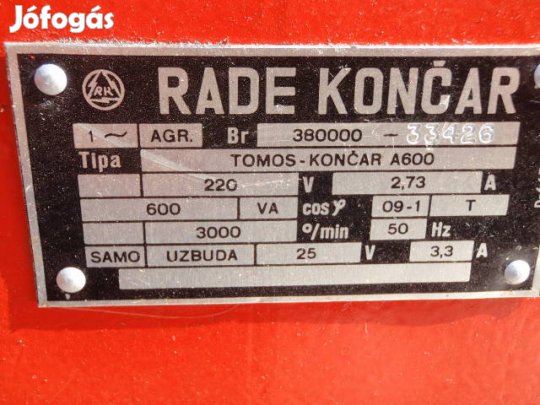 Jófogás
RK
RADE KONČAR
1~ AGR. Br 380000 - 33426
Tipa TOMOS-KONČAR A600
220 V 2,73 A
600 VA cos φ 09-1 T
3000 º/min 50 Hz
SAMO UZBUDA 25 V 3,3 A